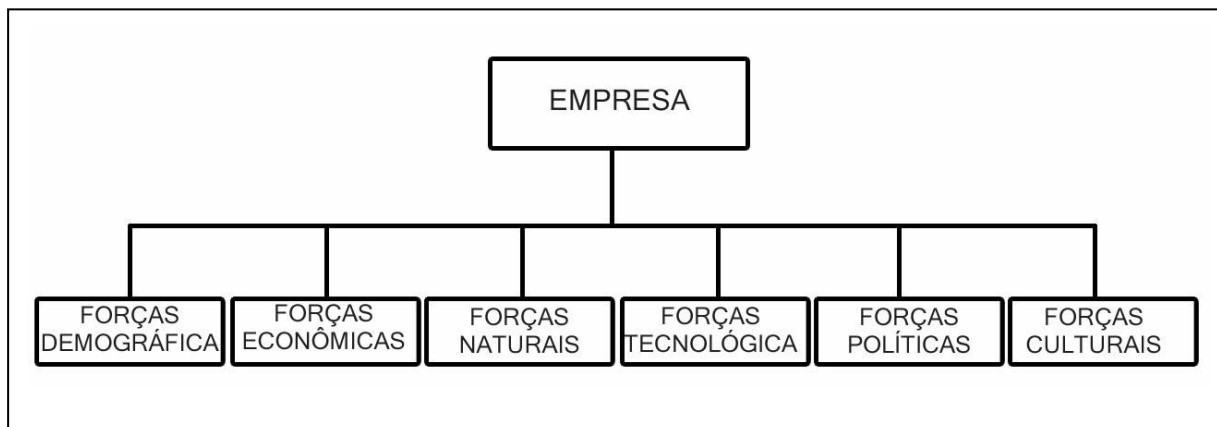 EMPRESA
FORÇAS
DEMOGRÁFICA
FORÇAS
ECONÔMICAS
FORÇAS
NATURAIS
FORÇAS
TECNOLÓGICA
FORÇAS
POLÍTICAS
FORÇAS
CULTURAIS